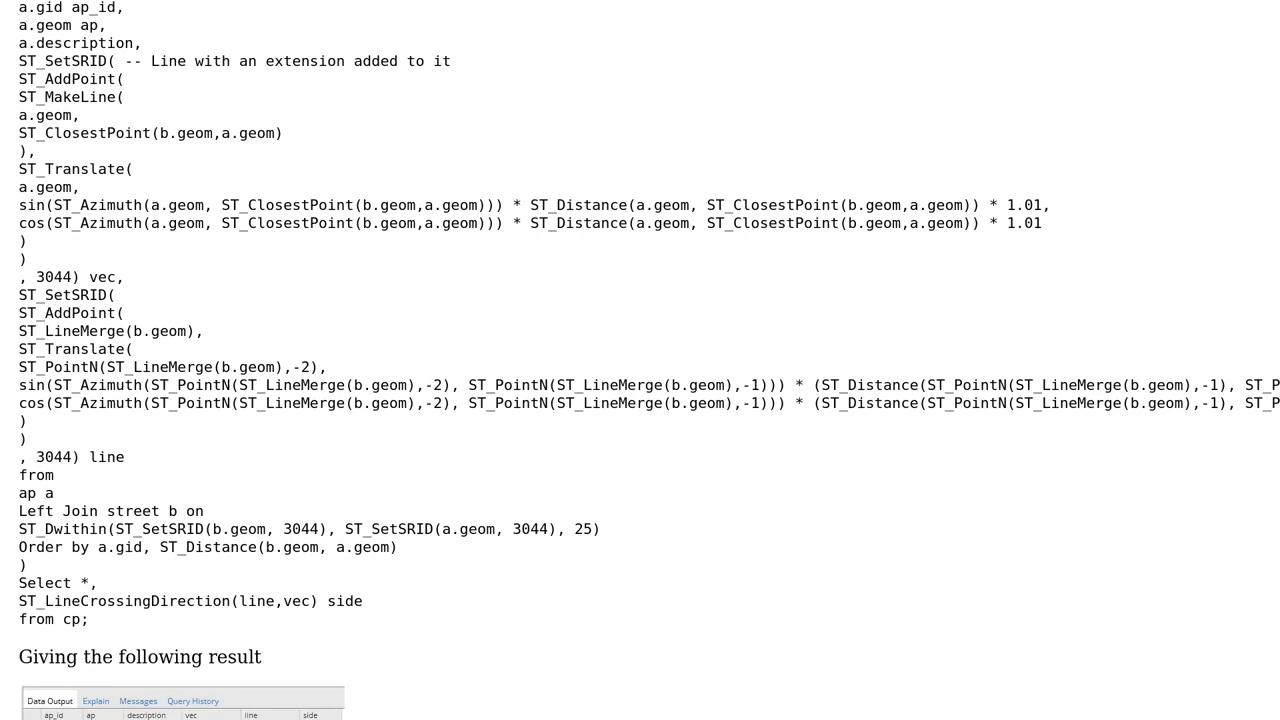 a.gid ap_id,
a.geom ap,
a.description,
ST_SetSRID( -- Line with an extension added to it
ST_AddPoint(
ST_MakeLine(
a.geom,
ST_ClosestPoint(b.geom,a.geom)
),
ST_Translate(
a.geom,
sin(ST_Azimuth(a.geom, ST_ClosestPoint(b.geom,a.geom))) * ST_Distance(a.geom, ST_ClosestPoint(b.geom,a.geom)) * 1.01,
cos(ST_Azimuth(a.geom, ST_ClosestPoint(b.geom,a.geom))) * ST_Distance(a.geom, ST_ClosestPoint(b.geom,a.geom)) * 1.01
)
)
, 3044) vec,
ST_SetSRID(
ST_AddPoint(
ST_LineMerge(b.geom),
ST_Translate(
ST_PointN(ST_LineMerge(b.geom),-2),
sin(ST_Azimuth(ST_PointN(ST_LineMerge(b.geom),-2), ST_PointN(ST_LineMerge(b.geom),-1))) * (ST_Distance(ST_PointN(ST_LineMerge(b.geom),-1), ST_P
cos(ST_Azimuth(ST_PointN(ST_LineMerge(b.geom),-2), ST_PointN(ST_LineMerge(b.geom),-1))) * (ST_Distance(ST_PointN(ST_LineMerge(b.geom),-1), ST_P
)
)
, 3044) line
from
ap a
Left Join street b on
ST_Dwithin(ST_SetSRID(b.geom, 3044), ST_SetSRID(a.geom, 3044), 25)
Order by a.gid, ST_Distance(b.geom, a.geom)
)
Select *,
ST_LineCrossingDirection(line,vec) side
from cp;
Giving the following result
Data Output Explain Messages Query History
ap_id ap description vec line side